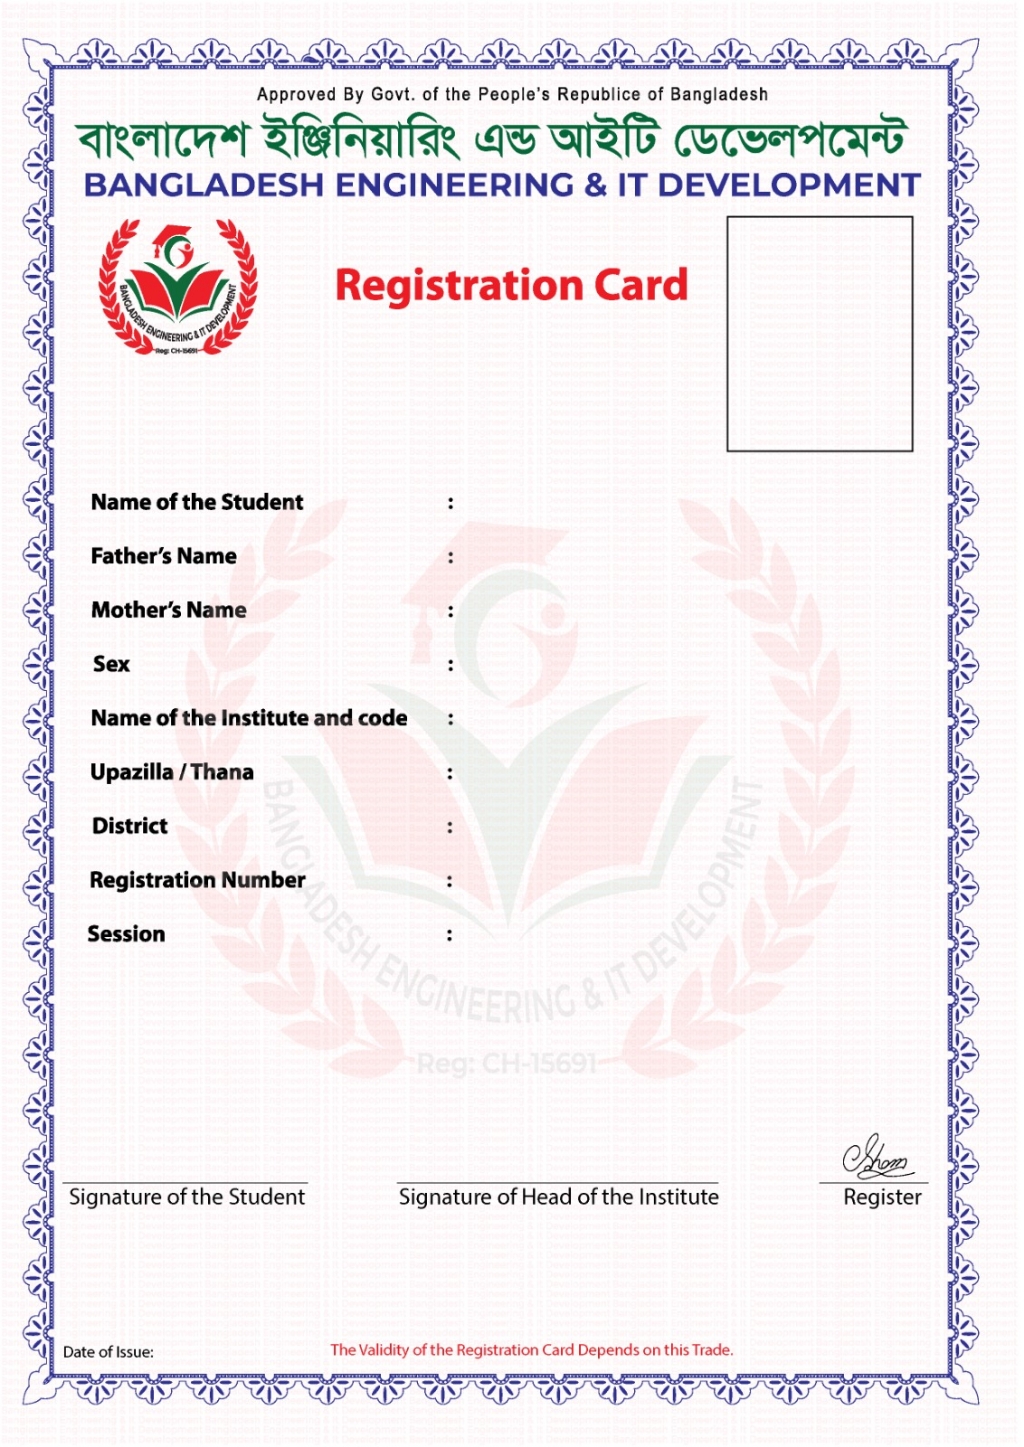 Approved By Govt. of the People's Republice of Bangladesh
বাংলাদেশ ইঞ্জিনিয়ারিং এন্ড আইটি ডেভেলপমেন্ট
BANGLADESH ENGINEERING & IT DEVELOPMENT
BANGLADESH ENGINEERING & IT DEVELOPMENT
Reg: CH-15691
Registration Card
Name of the Student :
Father's Name :
Mother's Name :
Sex :
Name of the Institute and code :
Upazilla / Thana :
District :
Registration Number :
Session :
BANGLADESH ENGINEERING & IT DEVELOPMENT
Reg: CH-15691
Signature of the Student
Signature of Head of the Institute
Register
Date of Issue:
The Validity of the Registration Card Depends on this Trade.